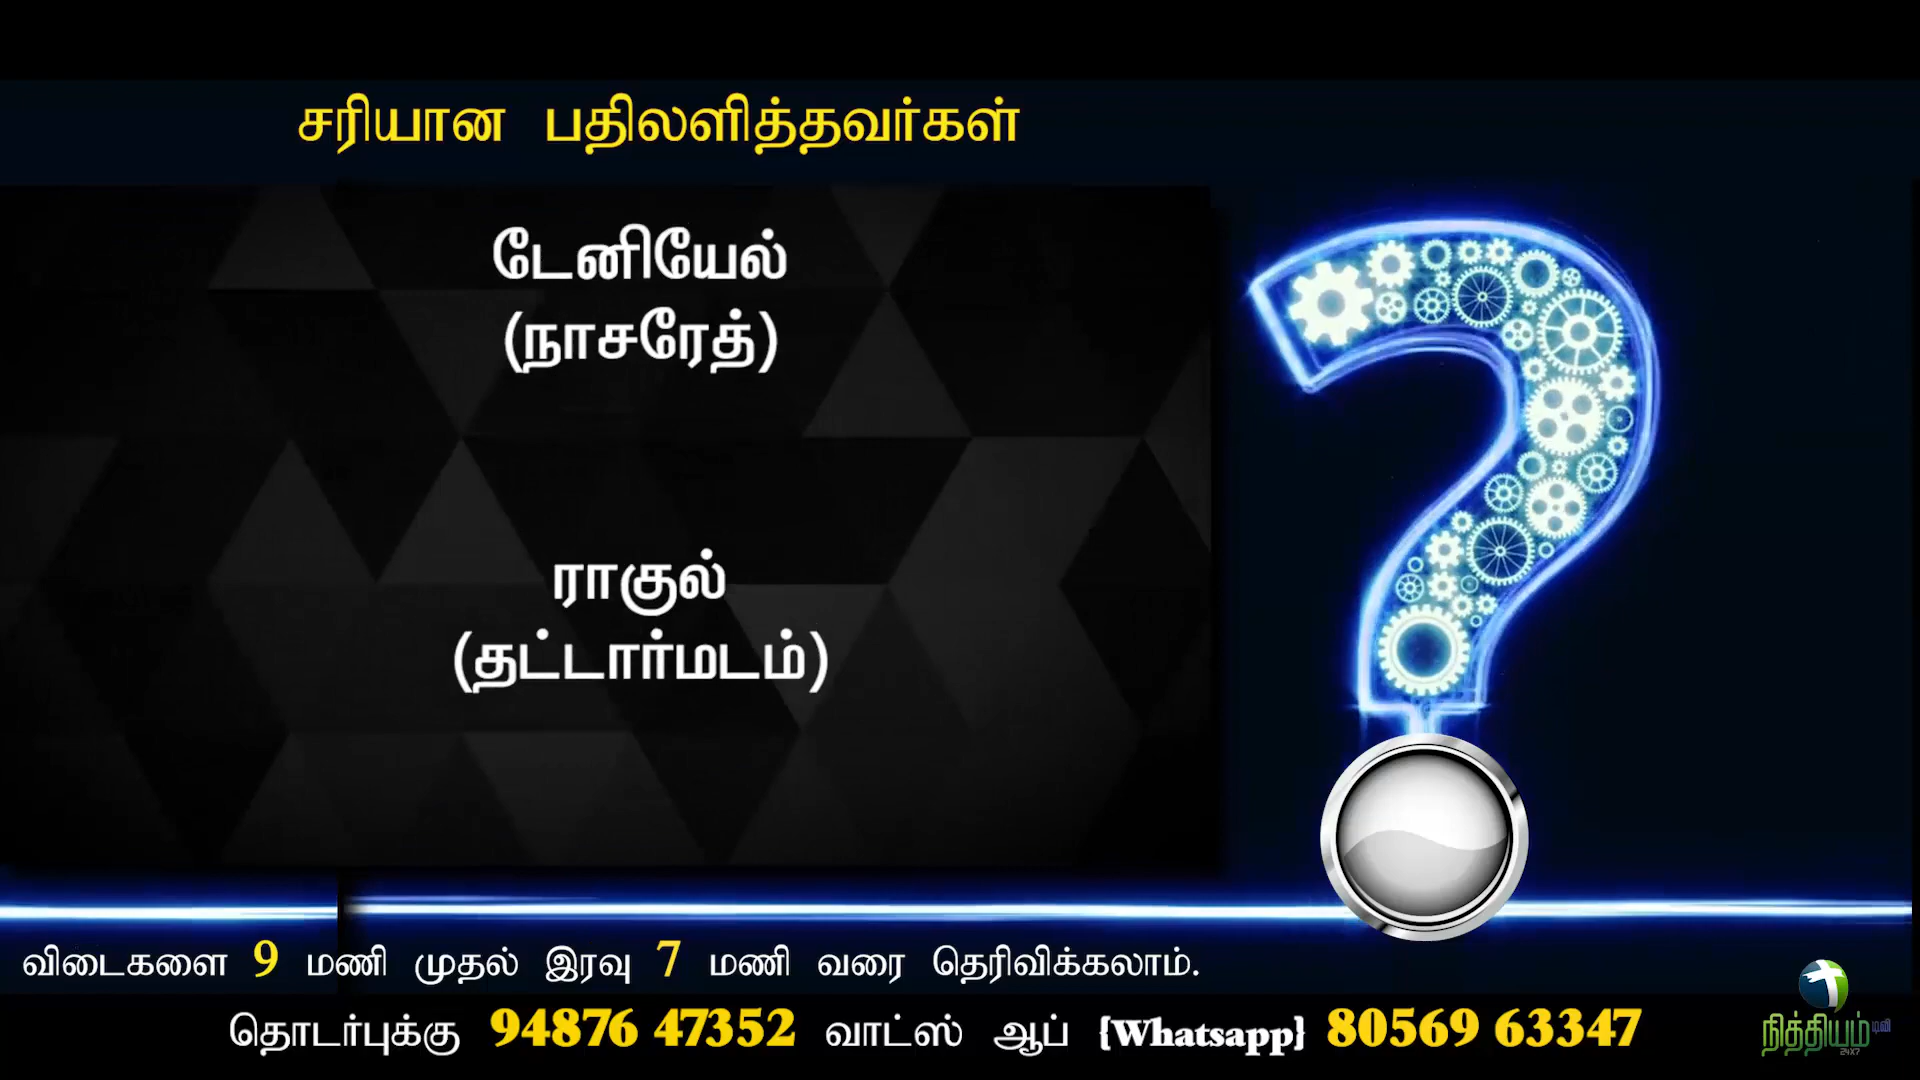 சரியான பதிலளித்தவர்கள்
டேனியேல்
(நாசரேத்)
ராகுல்
(தட்டார்மடம்)
விடைகளை 9 மணி முதல் இரவு 7 மணி வரை தெரிவிக்கலாம்.
தொடர்புக்கு 94876 47352 வாட்ஸ் ஆப் {Whatsapp} 80569 63347
நித்தியம் டிவி
24X7